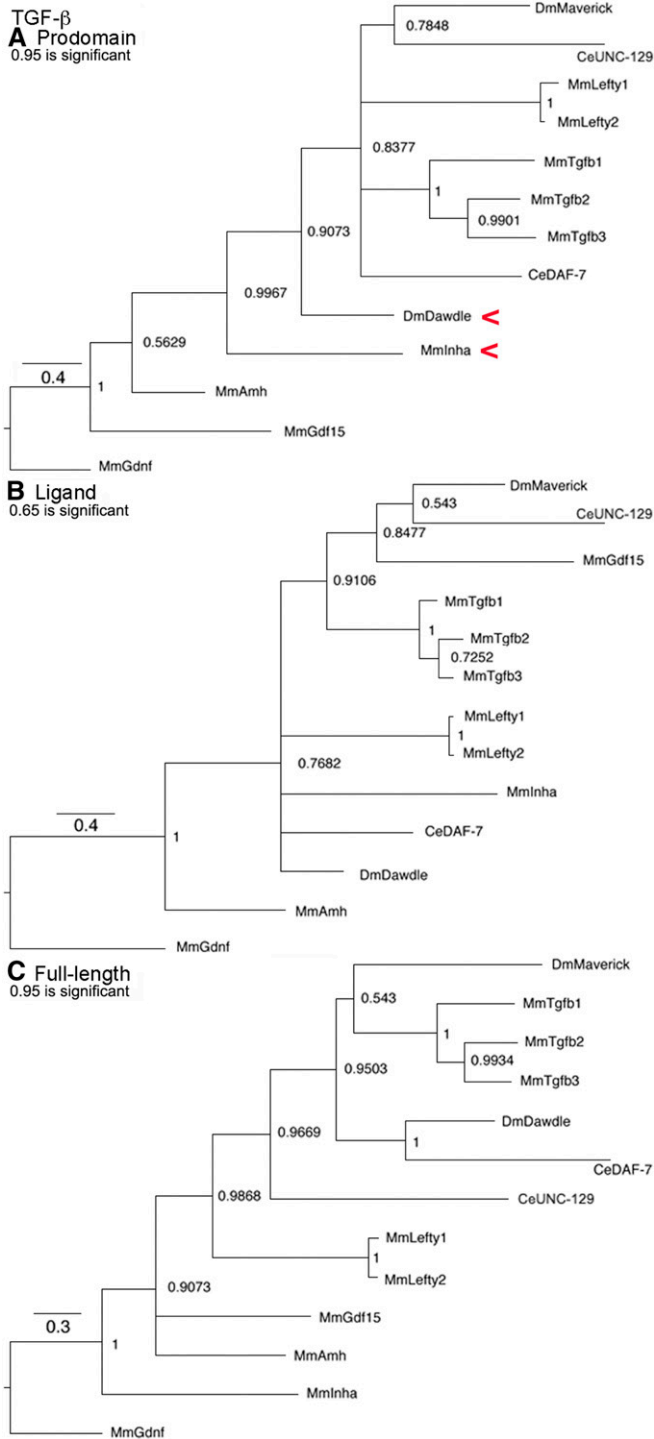 TGF-β
A Prodomain
0.95 is significant
DmMaverick
0.7848
CeUNC-129
MmLefty1
1
MmLefty2
0.8377
MmTgfb1
1
MmTgfb2
0.9901
MmTgfb3
0.9073
CeDAF-7
0.9967
DmDawdle <
0.5629
MmInha <
0.4
1
MmAmh
MmGdf15
MmGdnf
B Ligand
0.65 is significant
DmMaverick
0.543
CeUNC-129
0.8477
MmGdf15
0.9106
MmTgfb1
1
MmTgfb2
0.7252
MmTgfb3
MmLefty1
1
MmLefty2
0.7682
MmInha
0.4
CeDAF-7
1
DmDawdle
MmAmh
MmGdnf
C Full-length
0.95 is significant
DmMaverick
0.543
MmTgfb1
1
MmTgfb2
0.9934
MmTgfb3
0.9503
DmDawdle
0.9669
1
CeDAF-7
0.9868
CeUNC-129
MmLefty1
1
MmLefty2
0.9073
MmGdf15
0.3
1
MmAmh
MmInha
MmGdnf